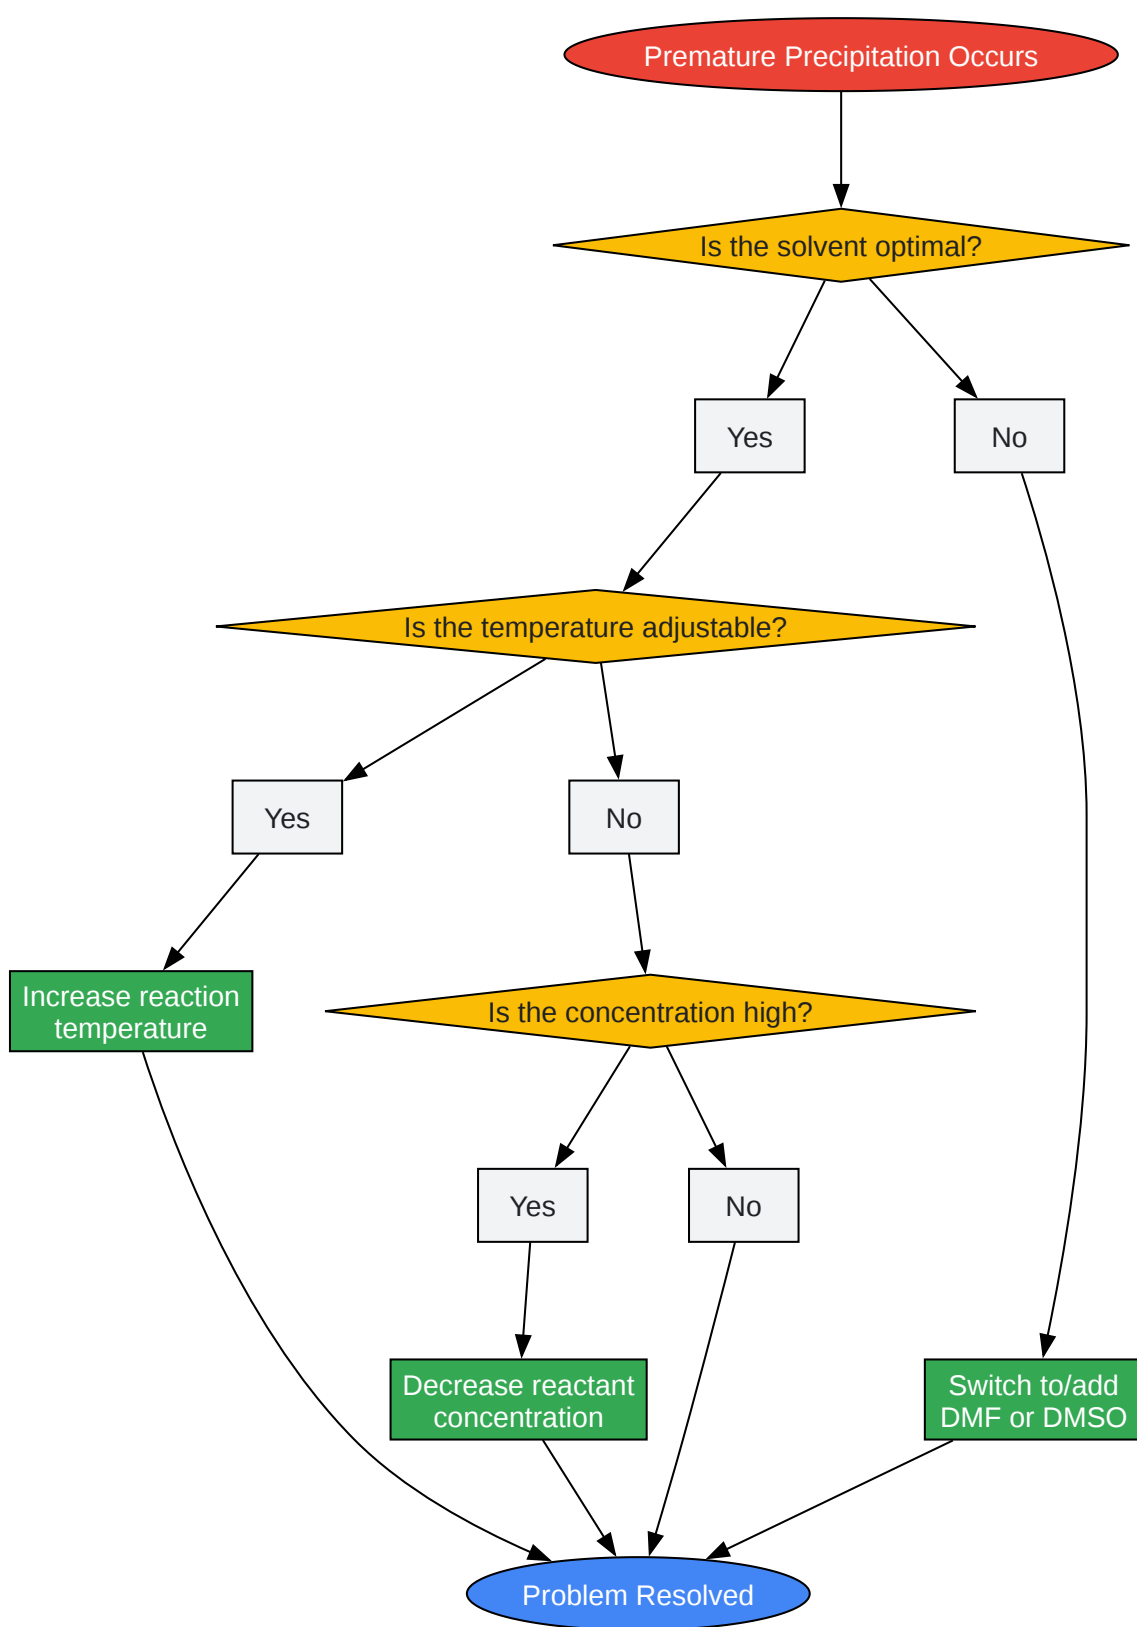 Premature Precipitation Occurs
Is the solvent optimal?
Yes
No
Is the temperature adjustable?
Yes
No
Increase reaction
temperature
Is the concentration high?
Yes
No
Decrease reactant
concentration
Switch to/add
DMF or DMSO
Problem Resolved